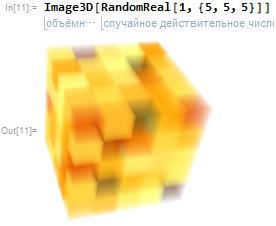 In[11]:= Image3D[RandomReal[1, {5, 5, 5}]]
объёмн⋯ случайное действительное число
Out[11]=